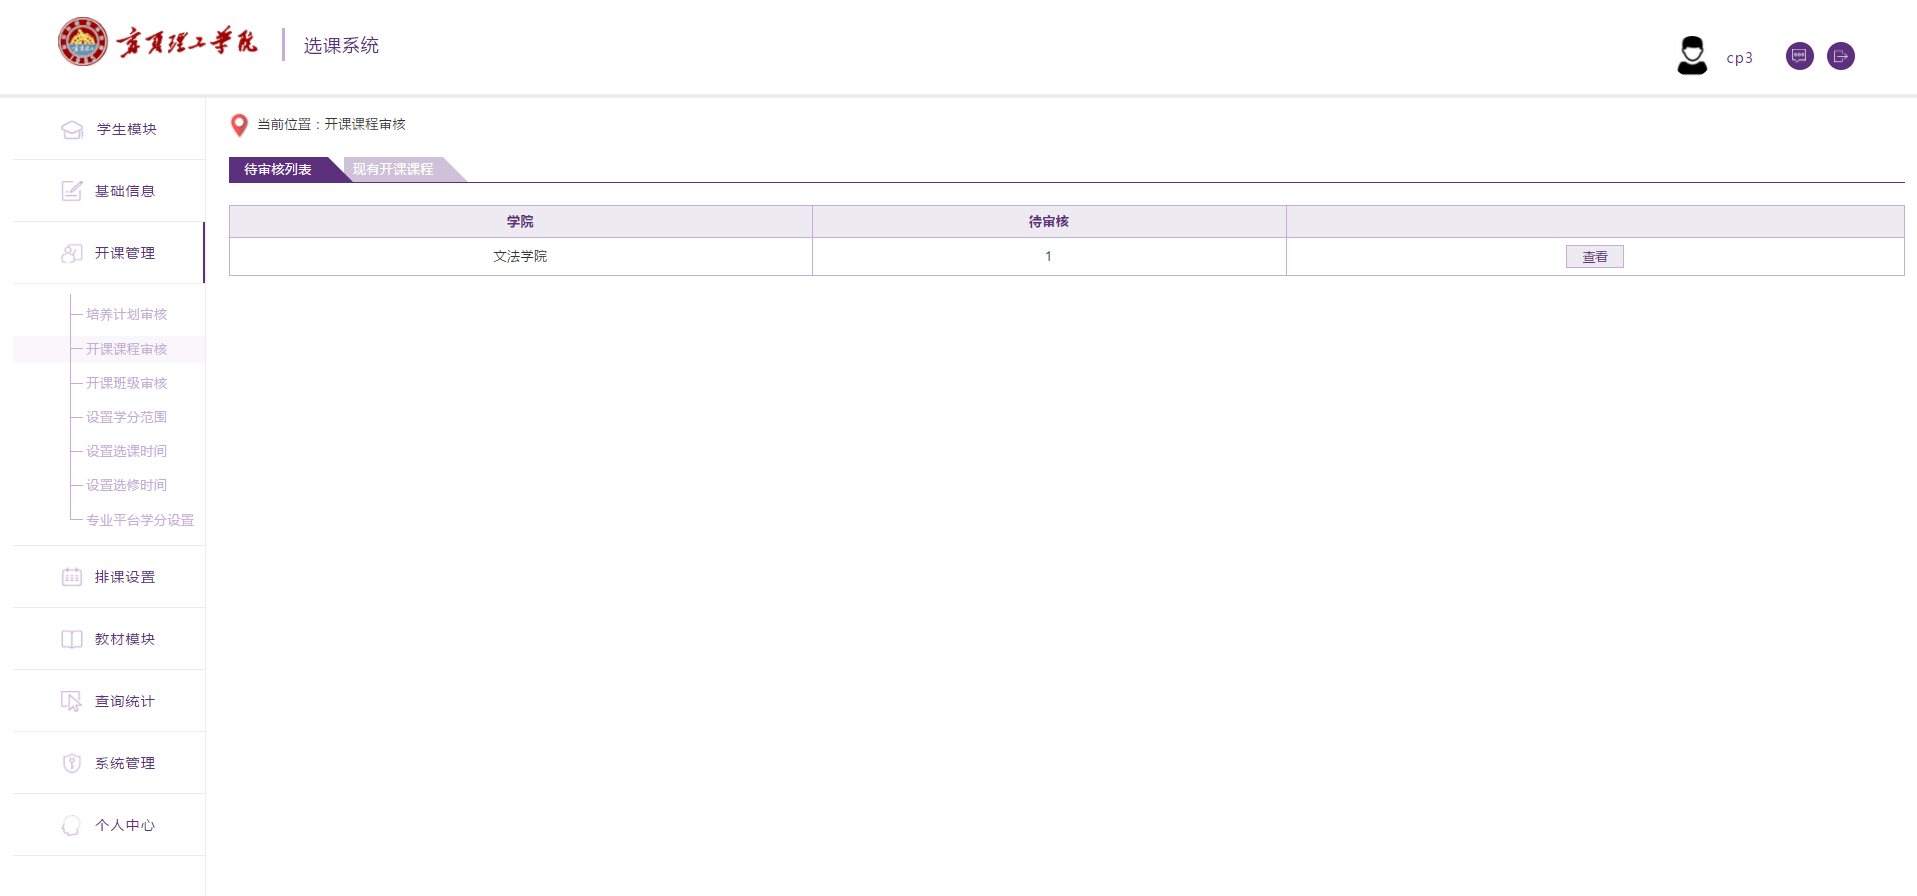 选课系统
cp3
学生模块
基础信息
开课管理
培养计划审核
开课课程审核
开课班级审核
设置学分范围
设置选课时间
设置选修时间
专业平台学分设置
排课设置
教材模块
查询统计
系统管理
个人中心
当前位置：开课课程审核
待审核列表 现有开课课程
学院 待审核
文法学院 1 查看